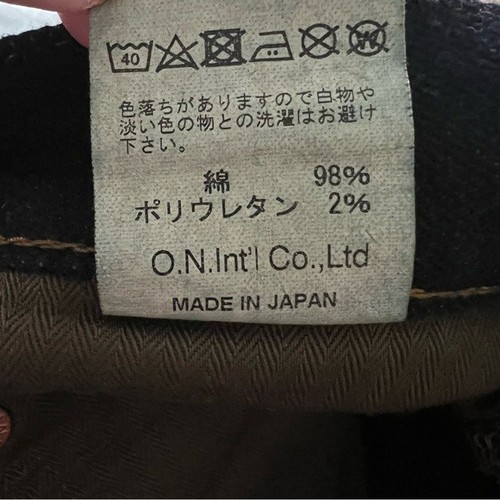 40
色落ちがありますので白物や
淡い色の物との洗濯はお避け
下さい。
綿 98%
ポリウレタン 2%
O.N.Int'l Co.,Ltd
MADE IN JAPAN